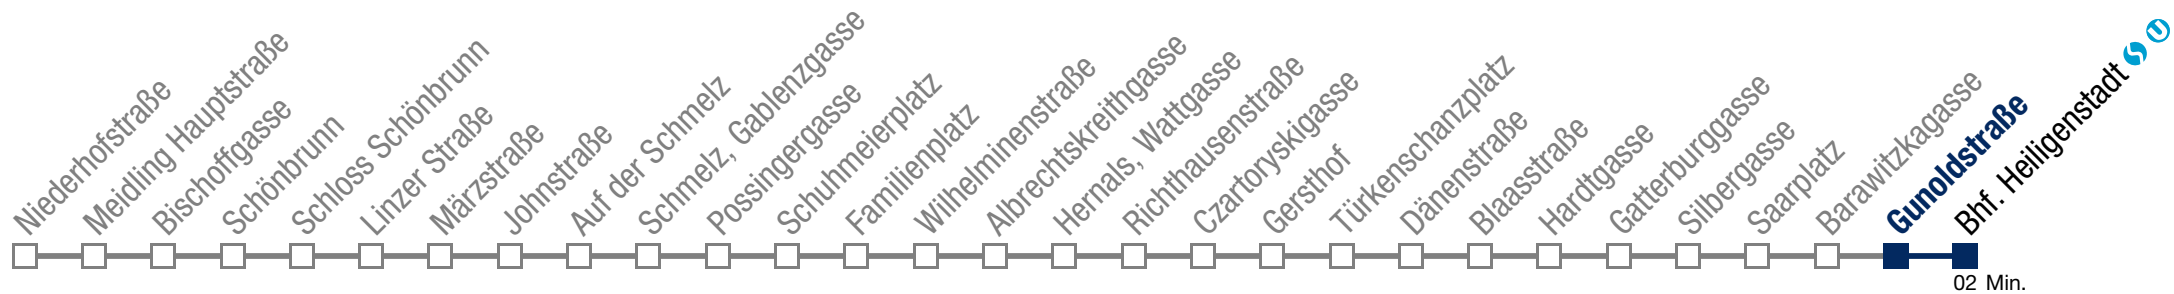 Niederhofstraße
Meidling Hauptstraße
Bischoffgasse
Schönbrunn
Schloss Schönbrunn
Linzer Straße
Märzstraße
Johnstraße
Auf der Schmelz
Schmelz, Gablenzgasse
Possingergasse
Schuhmeierplatz
Familienplatz
Wilhelminenstraße
Albrechtskreithgasse
Hernals, Wattgasse
Richthausenstraße
Czartoryskigasse
Gersthof
Türkenschanzplatz
Dänenstraße
Blaasstraße
Hardtgasse
Gatterburggasse
Silbergasse
Saarplatz
Barawitzkagasse
Gunoldstraße
Bhf. Heiligenstadt S U
02 Min.